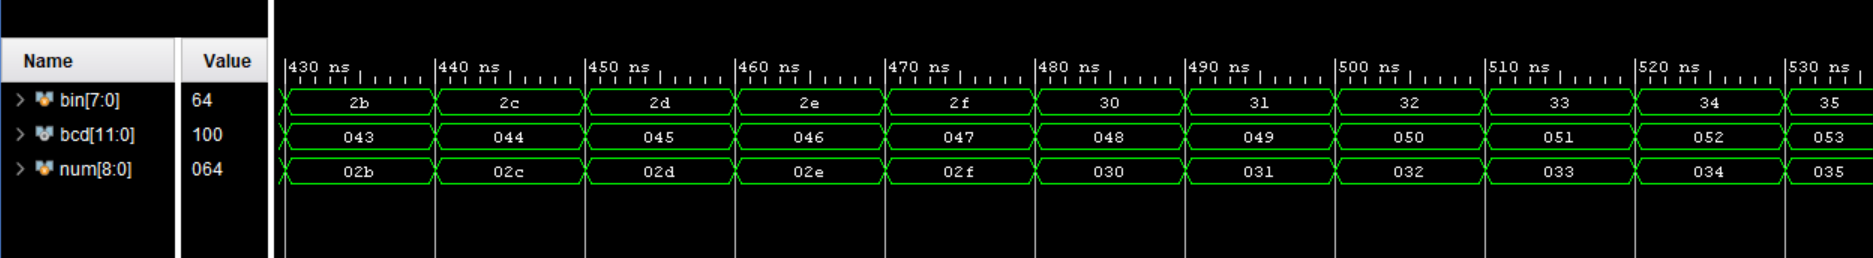 430 ns 440 ns 450 ns 460 ns 470 ns 480 ns 490 ns 500 ns 510 ns 520 ns 530 ns
Name Value
bin[7:0] 64 2b 2c 2d 2e 2f 30 31 32 33 34 35
bcd[11:0] 100 043 044 045 046 047 048 049 050 051 052 053
num[8:0] 064 02b 02c 02d 02e 02f 030 031 032 033 034 035